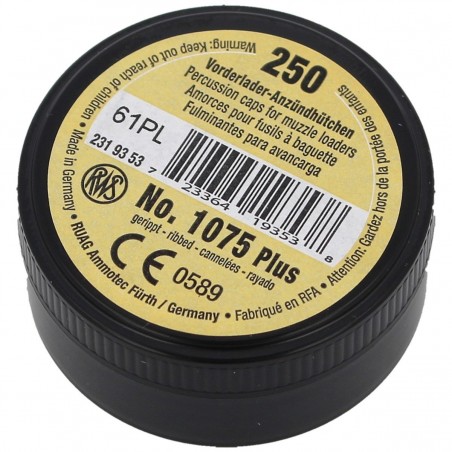 250
Vorderlader-Anzündhütchen
Percussion caps for muzzle loaders
Amorces pour fusils à baguette
Fulminantes para avancarga
61PL
231 93 53
7 23364 19353 8
RWS
No. 1075 Plus
gerippt - ribbed - cannelées - rayado
CE 0589
Warning: Keep out of reach of children • Made in Germany • RUAG Ammotec Fürth / Germany • Fabriqué en RFA • Attention: Gardez hors de la portée des enfants